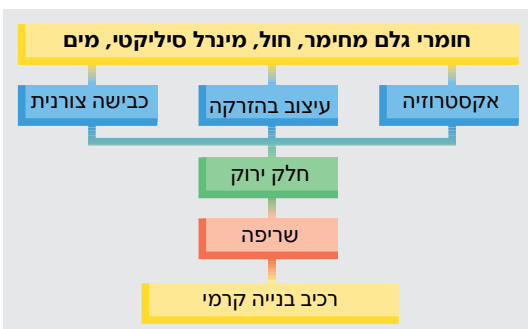 חומרי גלם מחימר, חול, מינרל סיליקטי, מים
אקסטרוזיה
עיצוב בהזרקה
כבישה צורנית
חלק ירוק
שריפה
רכיב בנייה קרמי